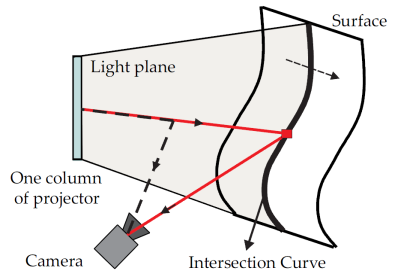 Surface
Light plane
One column
of projector
Camera
Intersection Curve